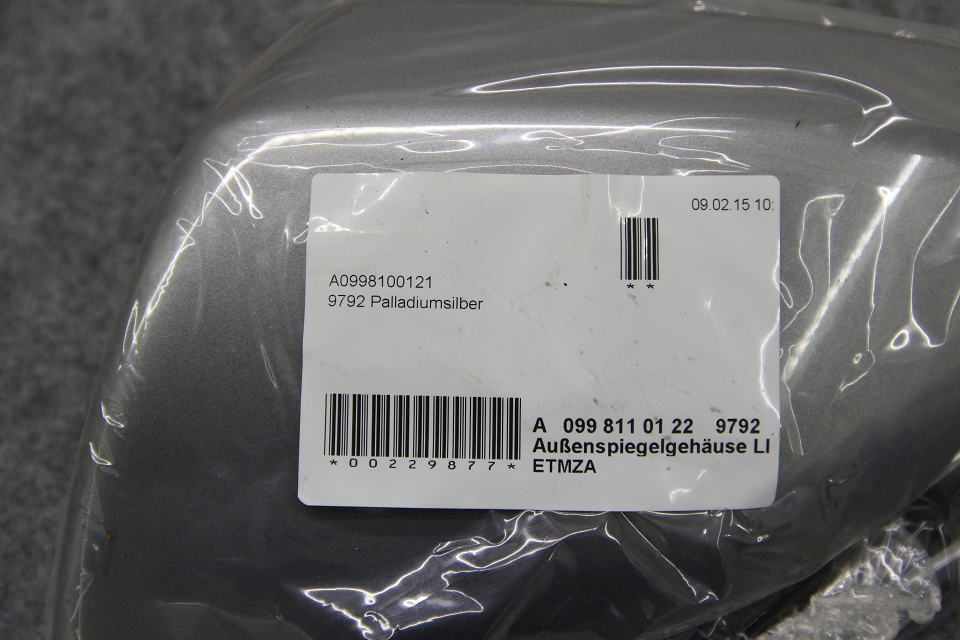 09.02.15 10:
* *
A0998100121
9792 Palladiumsilber
*00229877*
A 099 811 01 22 9792
Außenspiegelgehäuse LI
ETMZA